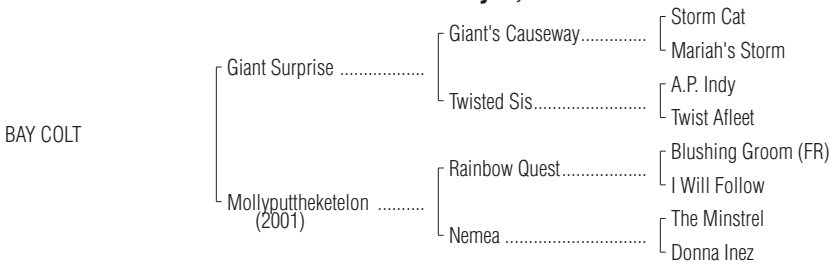 Storm Cat
Giant's Causeway..............
Mariah's Storm
Giant Surprise ..................
A.P. Indy
Twisted Sis........................
Twist Afleet
BAY COLT
Blushing Groom (FR)
Rainbow Quest..................
I Will Follow
Mollyputtheketelon ..........
(2001)
The Minstrel
Nemea ..............................
Donna Inez